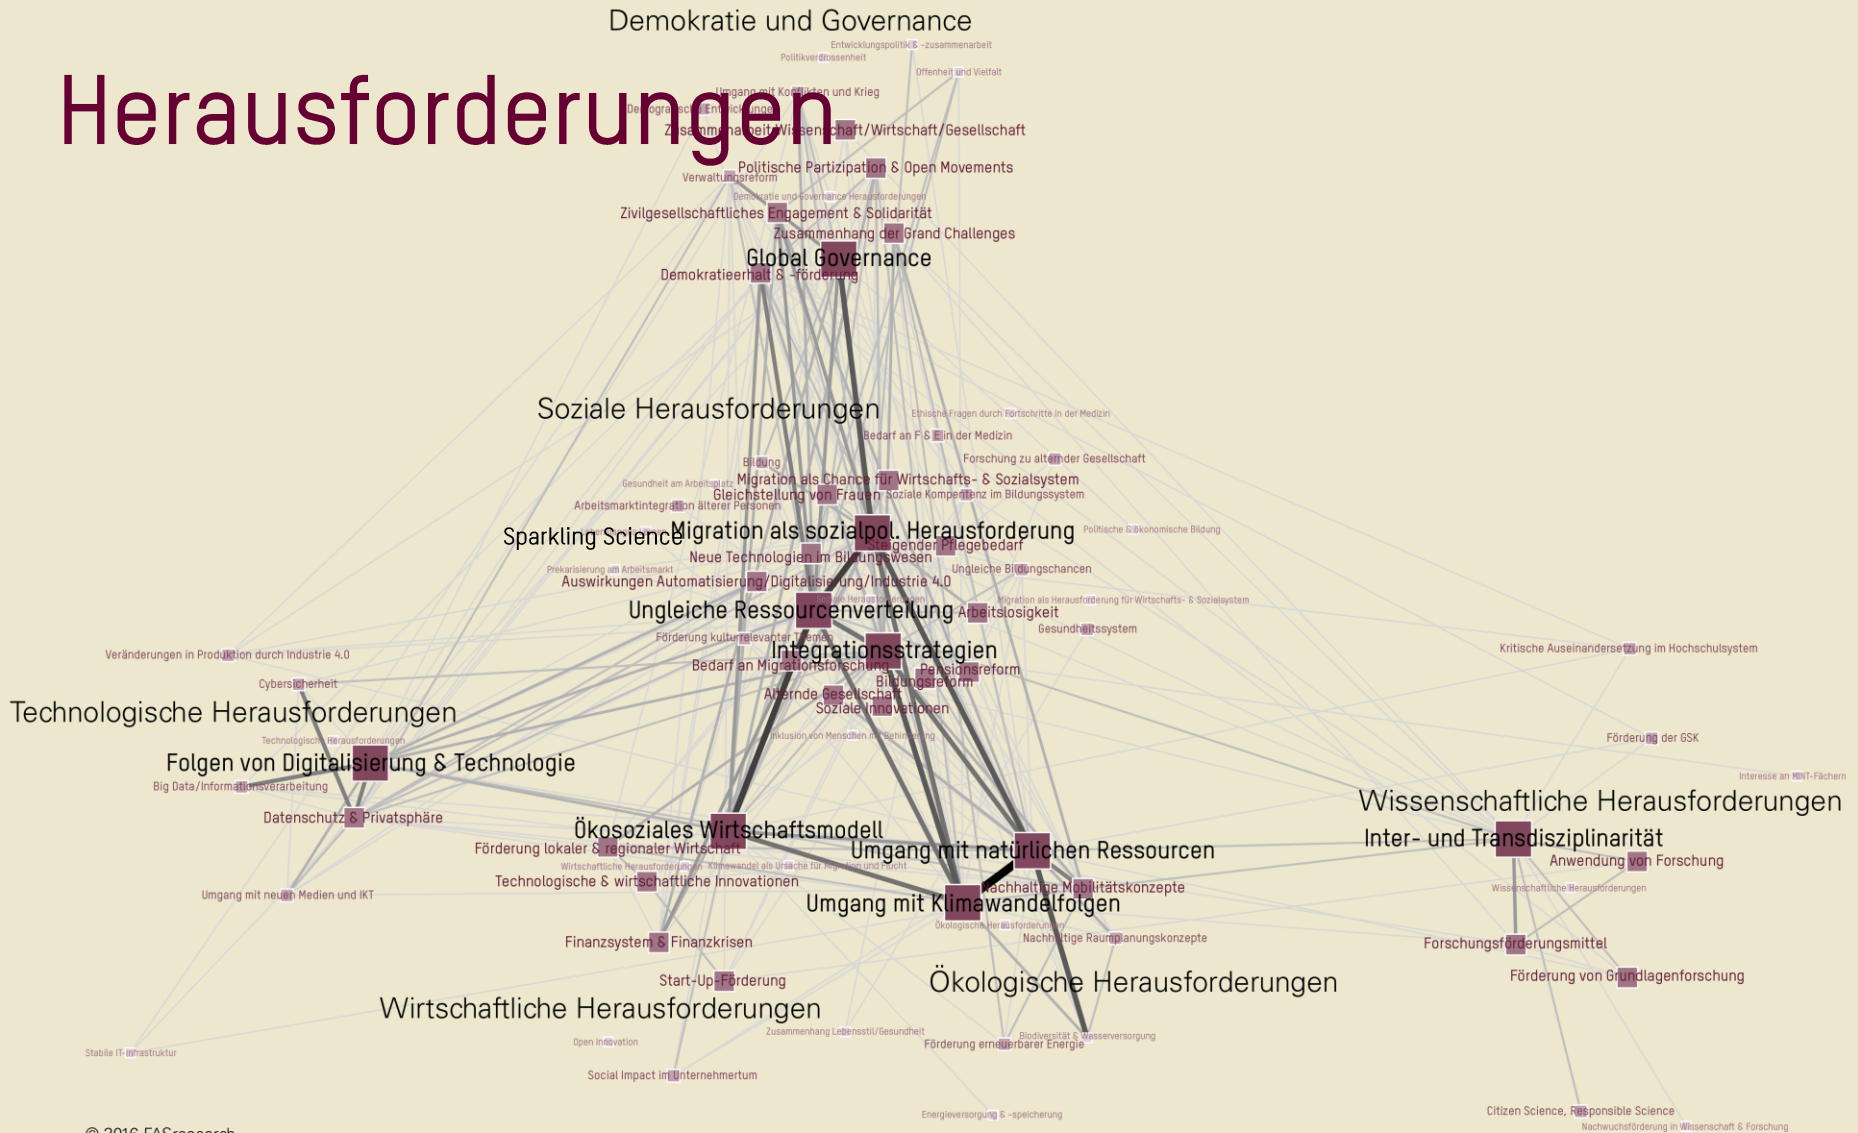 Demokratie und Governance
Entwicklungspolitik & -zusammenarbeit
Politikverdrossenheit
Offenheit und Vielfalt
Herausforderungen
Umgang mit Konflikten und Krieg
Demografische Entwicklungen
Zusammenarbeit Wissenschaft/Wirtschaft/Gesellschaft
Politische Partizipation & Open Movements
Verwaltungsreform
Demokratie und Governance Herausforderungen
Zivilgesellschaftliches Engagement & Solidarität
Zusammenhang der Grand Challenges
Global Governance
Demokratieerhalt & -förderung
Soziale Herausforderungen
Ethische Fragen durch Fortschritte in der Medizin
Bedarf an F & E in der Medizin
Bildung
Forschung zu alternder Gesellschaft
Migration als Chance für Wirtschafts- & Sozialsystem
Gesundheit am Arbeitsplatz
Gleichstellung von Frauen
Soziale Kompetenz im Bildungssystem
Arbeitsmarktintegration älterer Personen
Sparkling Science
Migration als sozialpol. Herausforderung
Politische & ökonomische Bildung
Steigender Pflegebedarf
Neue Technologien im Bildungswesen
Prekarisierung am Arbeitsmarkt
Ungleiche Bildungschancen
Auswirkungen Automatisierung/Digitalisierung/Industrie 4.0
Soziale Herausforderungen
Migration als Herausforderung für Wirtschafts- & Sozialsystem
Ungleiche Ressourcenverteilung
Arbeitslosigkeit
Gesundheitssystem
Förderung kulturrelevanter Themen
Kritische Auseinandersetzung im Hochschulsystem
Integrationsstrategien
Veränderungen in Produktion durch Industrie 4.0
Bedarf an Migrationsforschung
Pensionsreform
Bildungsreform
Cybersicherheit
Alternde Gesellschaft
Soziale Innovationen
Technologische Herausforderungen
Inklusion von Menschen mit Behinderung
Förderung der GSK
Technologische Herausforderungen
Folgen von Digitalisierung & Technologie
Interesse an MINT-Fächern
Big Data/Informationsverarbeitung
Wissenschaftliche Herausforderungen
Datenschutz & Privatsphäre
Ökosoziales Wirtschaftsmodell
Inter- und Transdisziplinarität
Förderung lokaler & regionaler Wirtschaft
Umgang mit natürlichen Ressourcen
Anwendung von Forschung
Wirtschaftliche Herausforderungen
Klimawandel als Ursache für Migration und Flucht
Technologische & wirtschaftliche Innovationen
Nachhaltige Mobilitätskonzepte
Wissenschaftliche Herausforderungen
Umgang mit neuen Medien und IKT
Umgang mit Klimawandelfolgen
Ökologische Herausforderungen
Finanzsystem & Finanzkrisen
Nachhaltige Raumplanungskonzepte
Forschungsförderungsmittel
Start-Up-Förderung
Ökologische Herausforderungen
Förderung von Grundlagenforschung
Wirtschaftliche Herausforderungen
Zusammenhang Lebensstil/Gesundheit
Biodiversität & Wasserversorgung
Open Innovation
Förderung erneuerbarer Energie
Stabile IT-Infrastruktur
Social Impact im Unternehmertum
Energieversorgung & -speicherung
Citizen Science, Responsible Science
Nachwuchsförderung in Wissenschaft & Forschung
© 2016 FASresearch